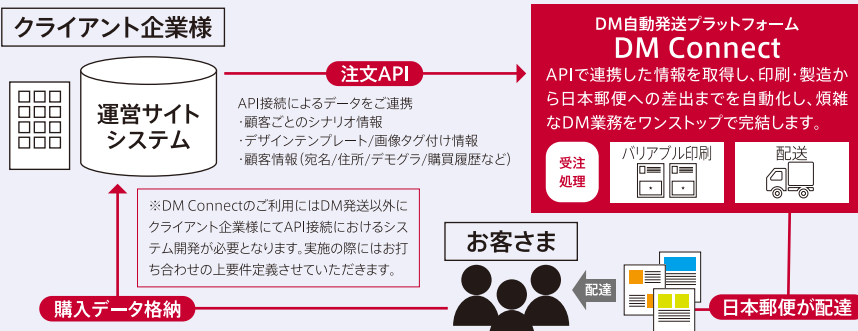 クライアント企業様
運営サイト
システム
注文API
API接続によるデータをご連携
・顧客ごとのシナリオ情報
・デザインテンプレート/画像タグ付け情報
・顧客情報(宛名/住所/デモグラ/購買履歴など)
DM自動発送プラットフォーム
DM Connect
APIで連携した情報を取得し、印刷・製造か
ら日本郵便への差出までを自動化し、煩雑
なDM業務をワンストップで完結します。
受注
処理
バリアブル印刷
配送
※DM Connectのご利用にはDM発送以外に
クライアント企業様にてAPI接続におけるシス
テム開発が必要となります。実施の際にはお打
ち合わせの上要件定義させていただきます。
お客さま
配達
購入データ格納
日本郵便が配達